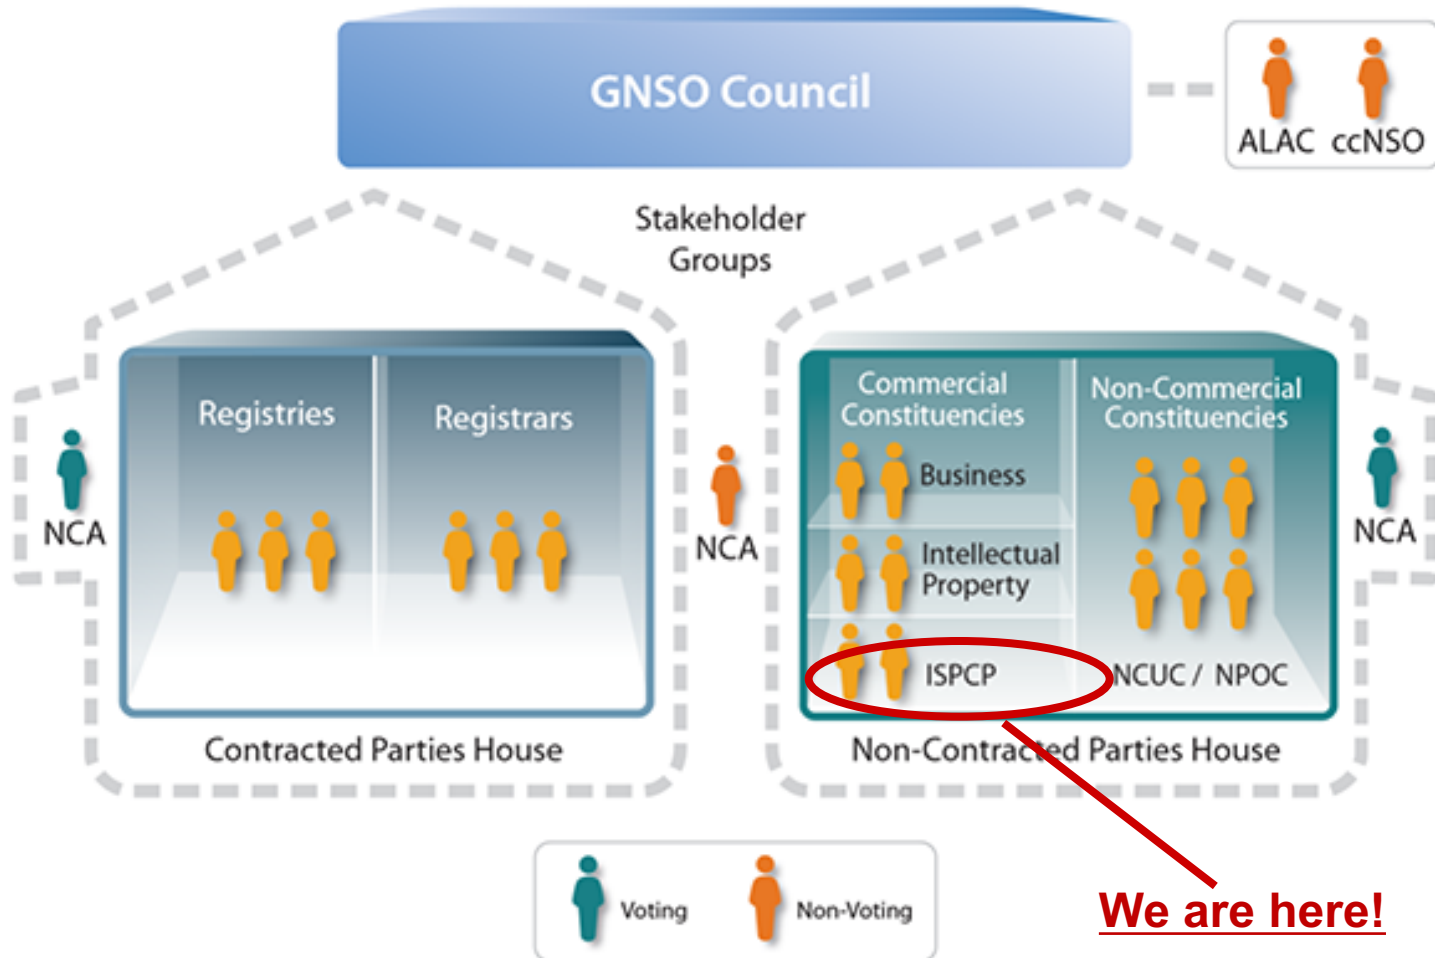 GNSO Council
ALAC ccNSO
Stakeholder
Groups
Registries
Registrars
Commercial
Constituencies
Non-Commercial
Constituencies
Business
Intellectual
Property
ISPCP
NCUC / NPOC
NCA
NCA
NCA
Contracted Parties House
Non-Contracted Parties House
Voting
Non-Voting
We are here!